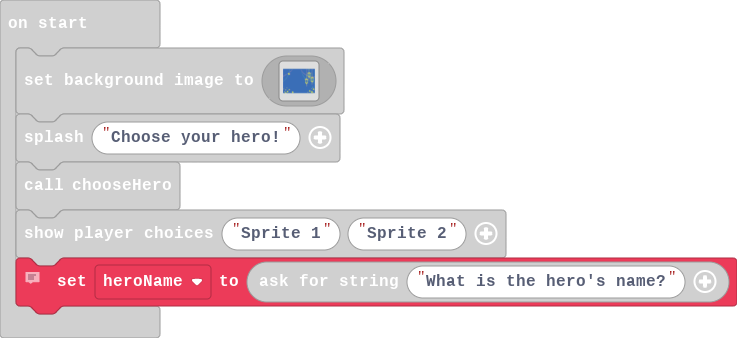 on start
set background image to
splash "Choose your hero!"
call chooseHero
show player choices "Sprite 1" "Sprite 2"
set heroName to ask for string "What is the hero's name?"